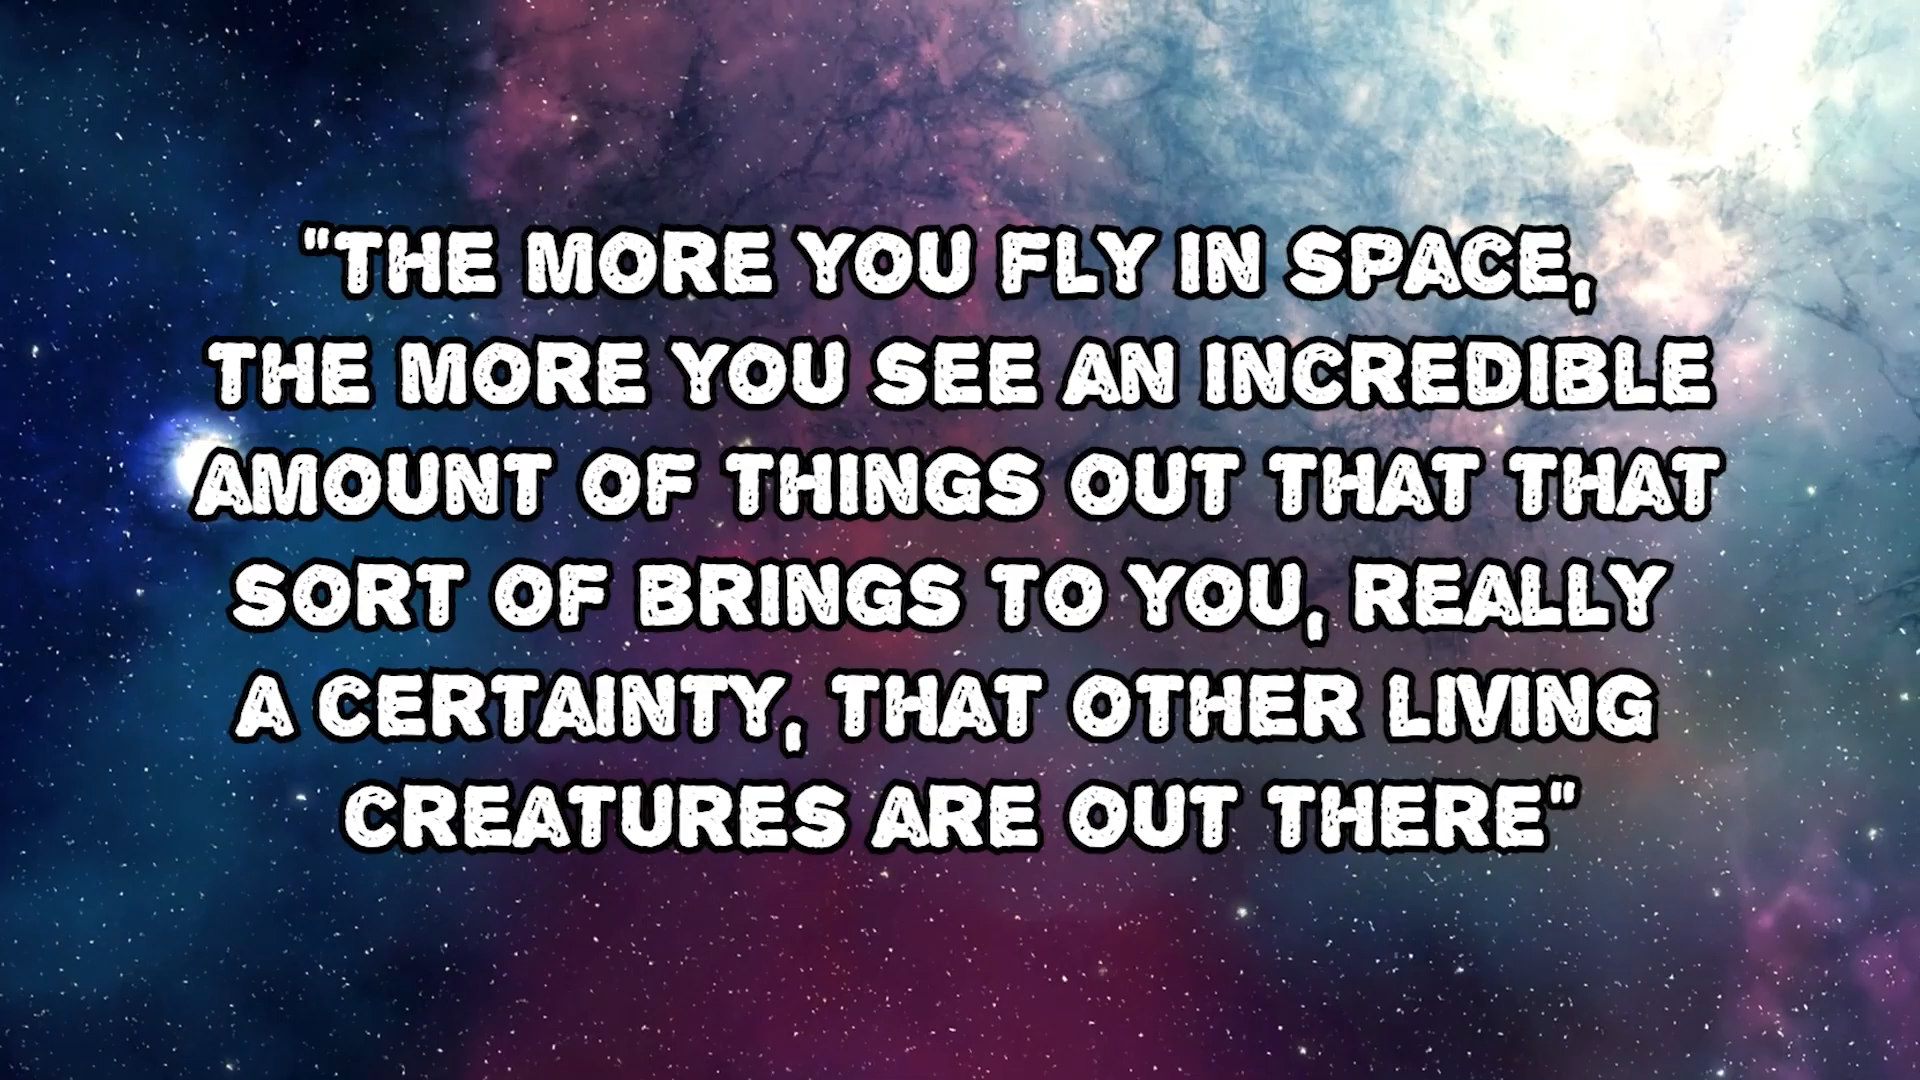 "THE MORE YOU FLY IN SPACE,
THE MORE YOU SEE AN INCREDIBLE
AMOUNT OF THINGS OUT THAT THAT
SORT OF BRINGS TO YOU, REALLY
A CERTAINTY, THAT OTHER LIVING
CREATURES ARE OUT THERE"